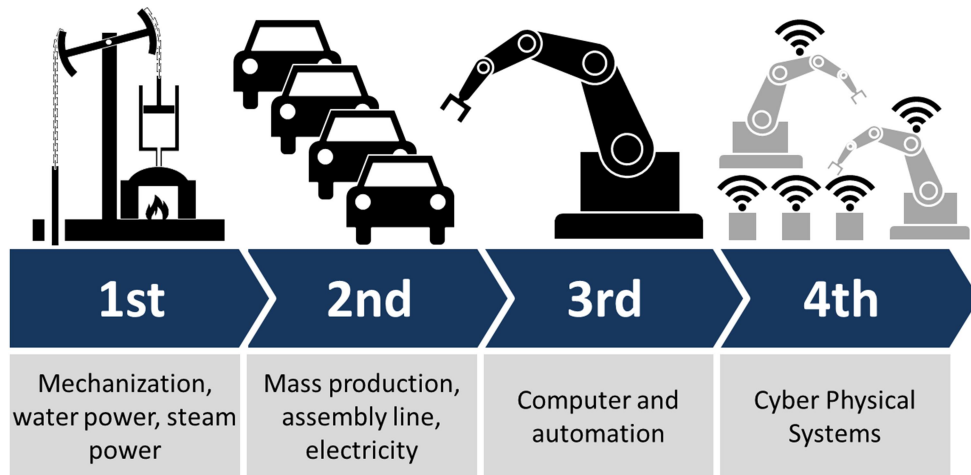 1st
2nd
3rd
4th
Mechanization,
water power, steam
power
Mass production,
assembly line,
electricity
Computer and
automation
Cyber Physical
Systems